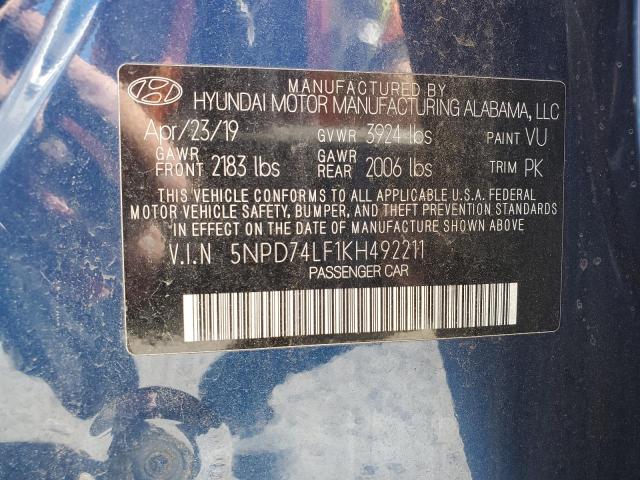 MANUFACTURED BY
HYUNDAI MOTOR MANUFACTURING ALABAMA, LLC
Apr/23/19 GVWR 3924 lbs PAINT VU
GAWR FRONT 2183 lbs GAWR REAR 2006 lbs TRIM PK
THIS VEHICLE CONFORMS TO ALL APPLICABLE U.S.A. FEDERAL
MOTOR VEHICLE SAFETY, BUMPER, AND THEFT PREVENTION STANDARDS
IN EFFECT ON THE DATE OF MANUFACTURE SHOWN ABOVE.
V.I.N 5NPD74LF1KH492211
PASSENGER CAR